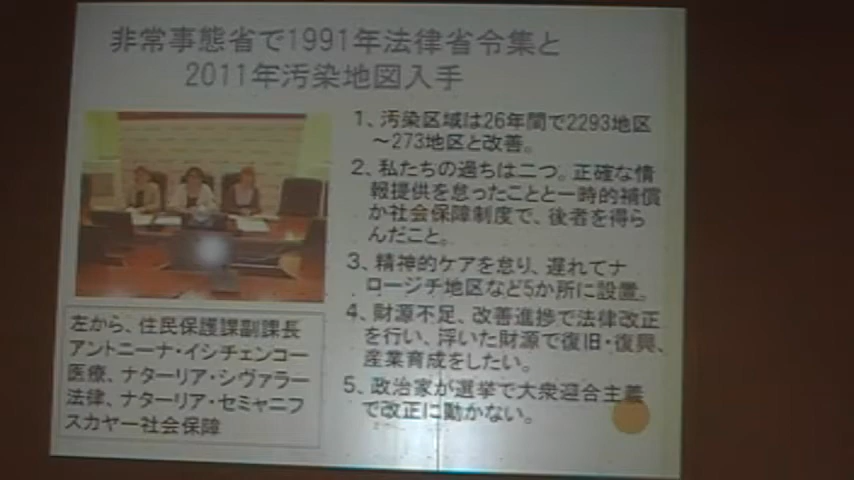 非常事態省で1991年法律省令集と
2011年汚染地図入手
1、汚染区域は26年間で2293地区
～273地区と改善。
2、私たちの過ちは二つ。正確な情
報提供を怠ったことと一時的補償
か社会保障制度で、後者を得ら
んだこと。
3、精神的ケアを怠り、遅れてナ
ロージチ地区など5か所に設置。
4、財源不足、改善進捗で法律改正
を行い、浮いた財源で復旧・復興、
産業育成をしたい。
5、政治家が選挙で大衆迎合主義
で改正に動かない。
左から、住民保護課副課長
アントニーナ・イシチェンコー
医療、ナターリア・シヴァラー
法律、ナターリア・セミャニフ
スカヤー社会保障